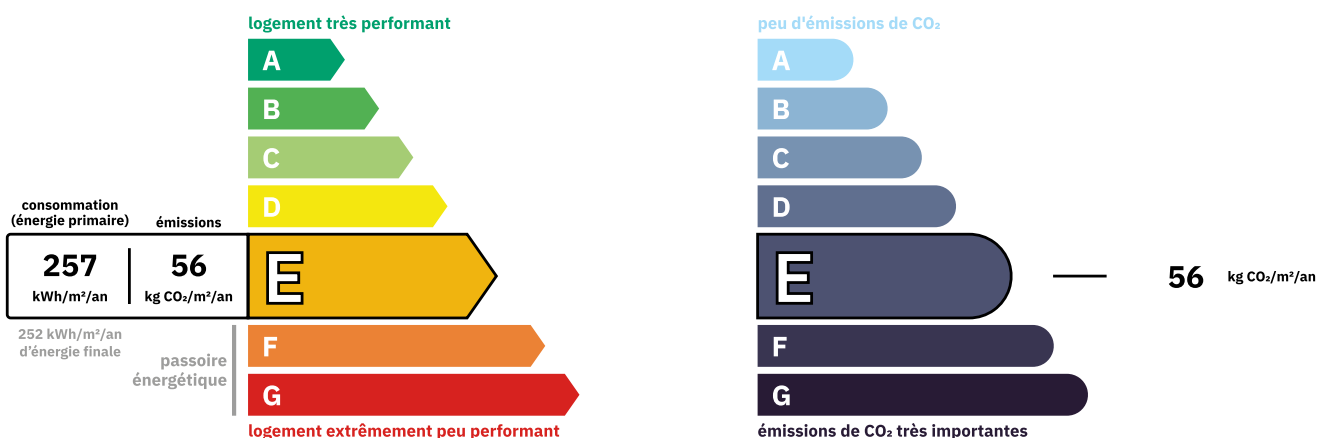 logement très performant
A
B
C
D
consommation
(énergie primaire)
émissions
257
kWh/m²/an
56
kg CO₂/m²/an
E
252 kWh/m²/an
d'énergie finale
passoire
énergétique
F
G
logement extrêmement peu performant
peu d'émissions de CO₂
A
B
C
D
E
56 kg CO₂/m²/an
F
G
émissions de CO₂ très importantes